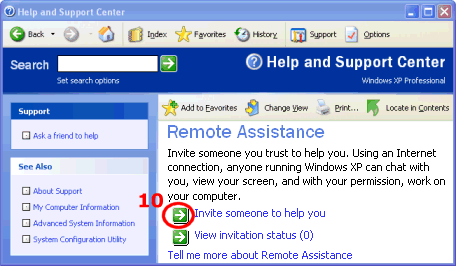 Help and Support Center
Back
Index
Favorites
History
Support
Options
Search
Set search options
Help and Support Center
Windows XP Professional
Support
Ask a friend to help
See Also
About Support
My Computer Information
Advanced System Information
System Configuration Utility
Add to Favorites
Change View
Print...
Locate in Contents
Remote Assistance
Invite someone you trust to help you. Using an Internet
connection, anyone running Windows XP can chat with
you, view your screen, and with your permission, work on
your computer.
10
Invite someone to help you
View invitation status (0)
Tell me more about Remote Assistance